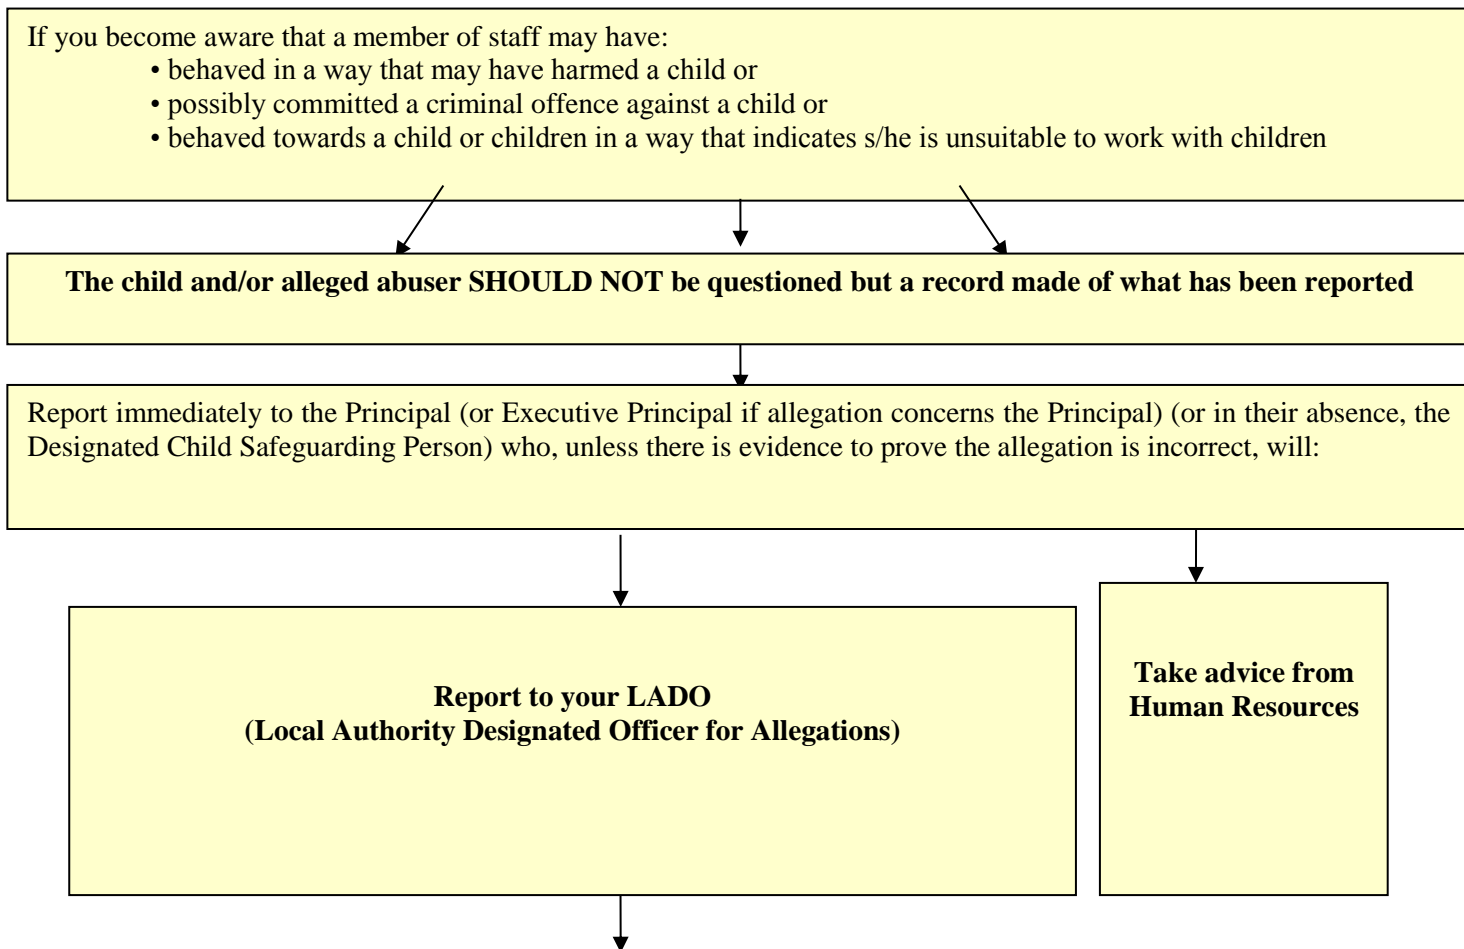 If you become aware that a member of staff may have:
• behaved in a way that may have harmed a child or
• possibly committed a criminal offence against a child or
• behaved towards a child or children in a way that indicates s/he is unsuitable to work with children
The child and/or alleged abuser SHOULD NOT be questioned but a record made of what has been reported
Report immediately to the Principal (or Executive Principal if allegation concerns the Principal) (or in their absence, the
Designated Child Safeguarding Person) who, unless there is evidence to prove the allegation is incorrect, will:
Report to your LADO
(Local Authority Designated Officer for Allegations)
Take advice from
Human Resources